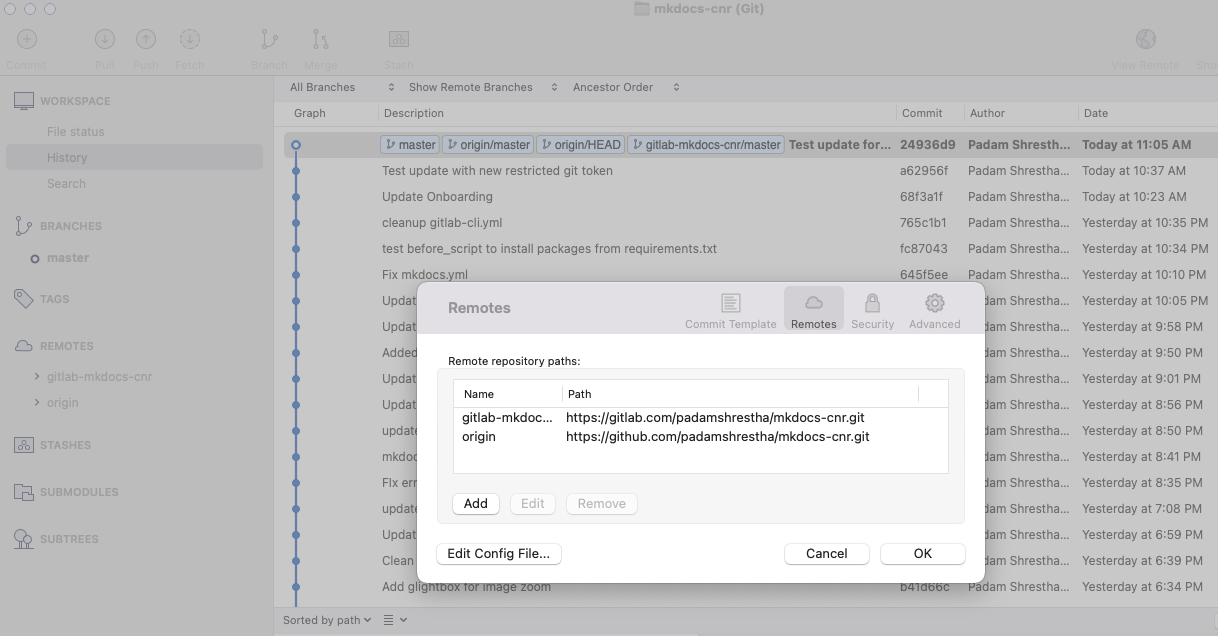 mkdocs-cnr (Git)
Commit Pull Push Fetch Branch Merge Stash View Remote Sho
WORKSPACE
File status
History
Search
BRANCHES
master
TAGS
REMOTES
gitlab-mkdocs-cnr
origin
STASHES
SUBMODULES
SUBTREES
All Branches Show Remote Branches Ancestor Order
Graph Description Commit Author Date
master origin/master origin/HEAD gitlab-mkdocs-cnr/master Test update for... 24936d9 Padam Shresth... Today at 11:05 AM
Test update with new restricted git token a62956f Padam Shrestha... Today at 10:37 AM
Update Onboarding 68f3a1f Padam Shrestha... Today at 10:23 AM
cleanup gitlab-cli.yml 765c1b1 Padam Shrestha... Yesterday at 10:35 PM
test before_script to install packages from requirements.txt fc87043 Padam Shrestha... Yesterday at 10:34 PM
Fix mkdocs.yml 645f5ee Padam Shrestha... Yesterday at 10:10 PM
Updat dam Shrestha... Yesterday at 10:05 PM
Updat dam Shrestha... Yesterday at 9:58 PM
Added dam Shrestha... Yesterday at 9:50 PM
Updat dam Shrestha... Yesterday at 9:01 PM
Updat dam Shrestha... Yesterday at 8:56 PM
update dam Shrestha... Yesterday at 8:50 PM
mkdoc dam Shrestha... Yesterday at 8:41 PM
FIx err dam Shrestha... Yesterday at 8:35 PM
update dam Shrestha... Yesterday at 7:08 PM
Updat dam Shrestha... Yesterday at 6:59 PM
Clean dam Shrestha... Yesterday at 6:39 PM
Add glightbox for image zoom b41d66c Padam Shrestha... Yesterday at 6:34 PM
Sorted by path
Remotes
Commit Template Remotes Security Advanced
Remote repository paths:
Name Path
gitlab-mkdoc... https://gitlab.com/padamshrestha/mkdocs-cnr.git
origin https://github.com/padamshrestha/mkdocs-cnr.git
Add Edit Remove
Edit Config File... Cancel OK